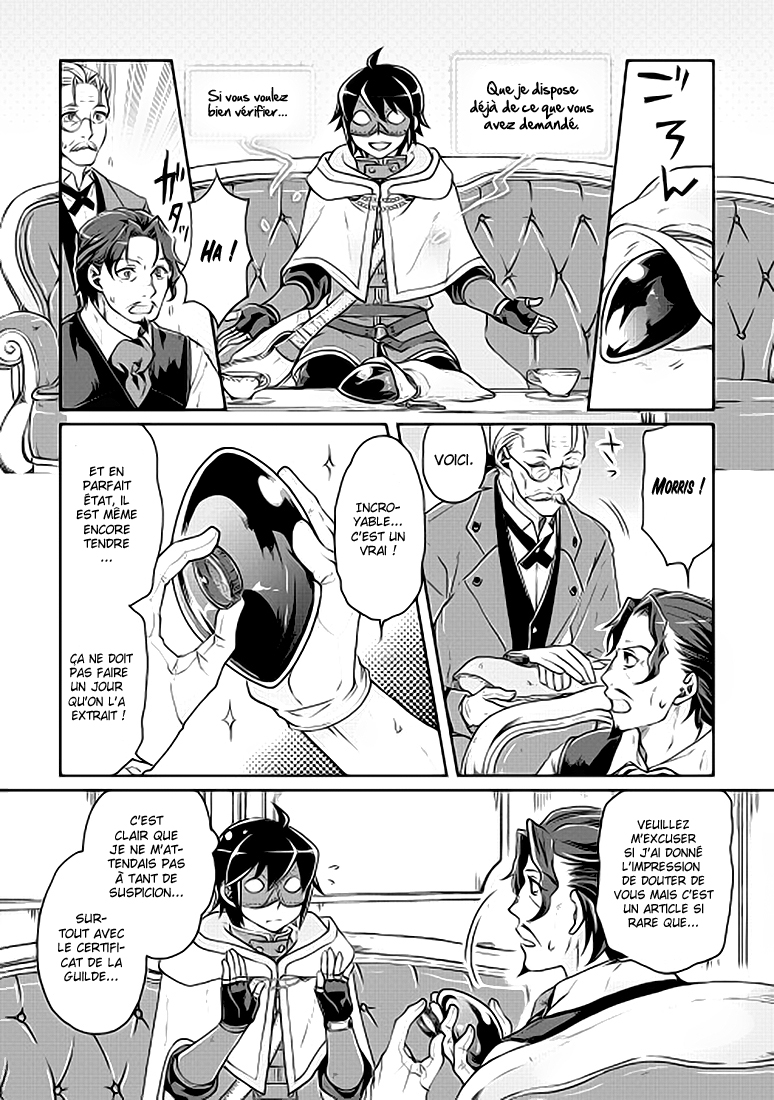 ごろん
Que je dispose
déjà de ce que vous
avez demandé.
Si vous voulez
bien vérifier...
HA !
ガタッ
MORRIS !
VOICI.
INCRO-
YABLE...
C'EST UN
VRAI !
ET EN
PARFAIT
ÉTAT, IL
EST MÊME
ENCORE
TENDRE
...
ÇA NE DOIT
PAS FAIRE
UN JOUR
QU'ON L'A
EXTRAIT !
VEUILLEZ
M'EXCUSER
SI J'AI DONNÉ
L'IMPRESSION
DE DOUTER DE
VOUS MAIS C'EST
UN ARTICLE SI
RARE QUE...
C'EST
CLAIR QUE
JE NE M'AT-
TENDAIS PAS
À TANT DE
SUSPICION...
SUR-
TOUT AVEC
LE CERTIFI-
CAT DE LA
GUILDE...